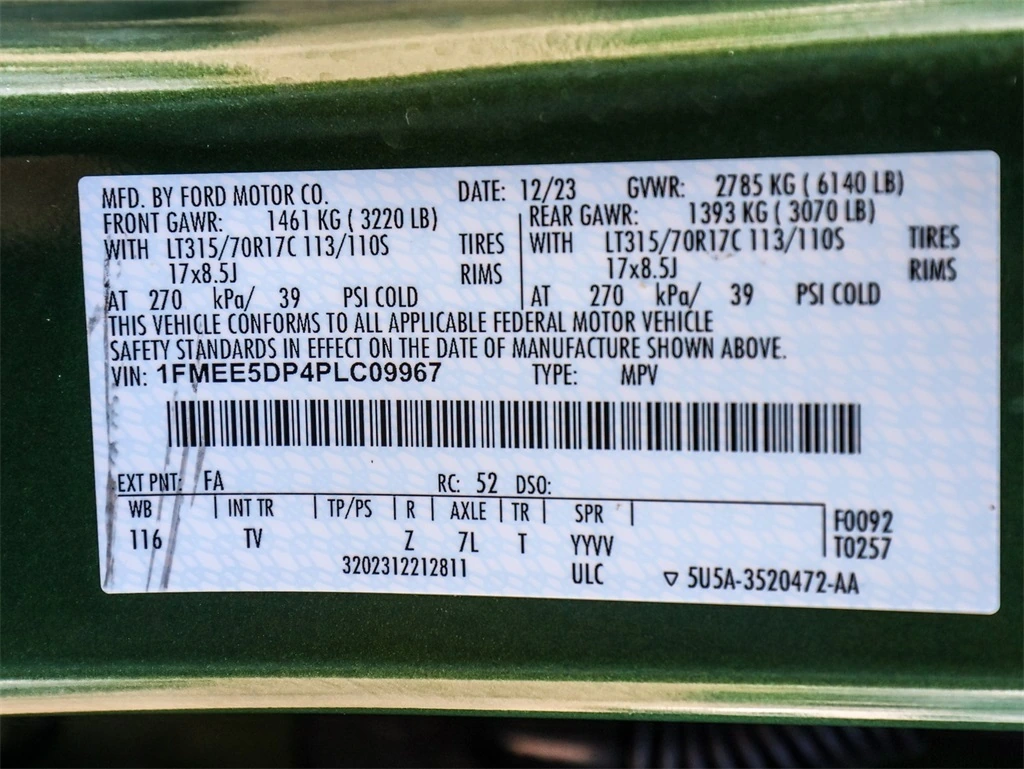 MFD. BY FORD MOTOR CO. DATE: 12/23 GVWR: 2785 KG ( 6140 LB)
FRONT GAWR: 1461 KG ( 3220 LB) REAR GAWR: 1393 KG ( 3070 LB)
WITH LT315/70R17C 113/110S TIRES WITH LT315/70R17C 113/110S TIRES
17x8.5J RIMS 17x8.5J RIMS
AT 270 kPa/ 39 PSI COLD AT 270 kPa/ 39 PSI COLD
THIS VEHICLE CONFORMS TO ALL APPLICABLE FEDERAL MOTOR VEHICLE
SAFETY STANDARDS IN EFFECT ON THE DATE OF MANUFACTURE SHOWN ABOVE.
VIN: 1FMEE5DP4PLC09967 TYPE: MPV
EXT PNT: FA RC: 52 DSO:
WB INT TR TP/PS R AXLE TR SPR F0092
116 TV Z 7L T YYVV T0257
3202312212811 ULC ▽ 5U5A-3520472-AA